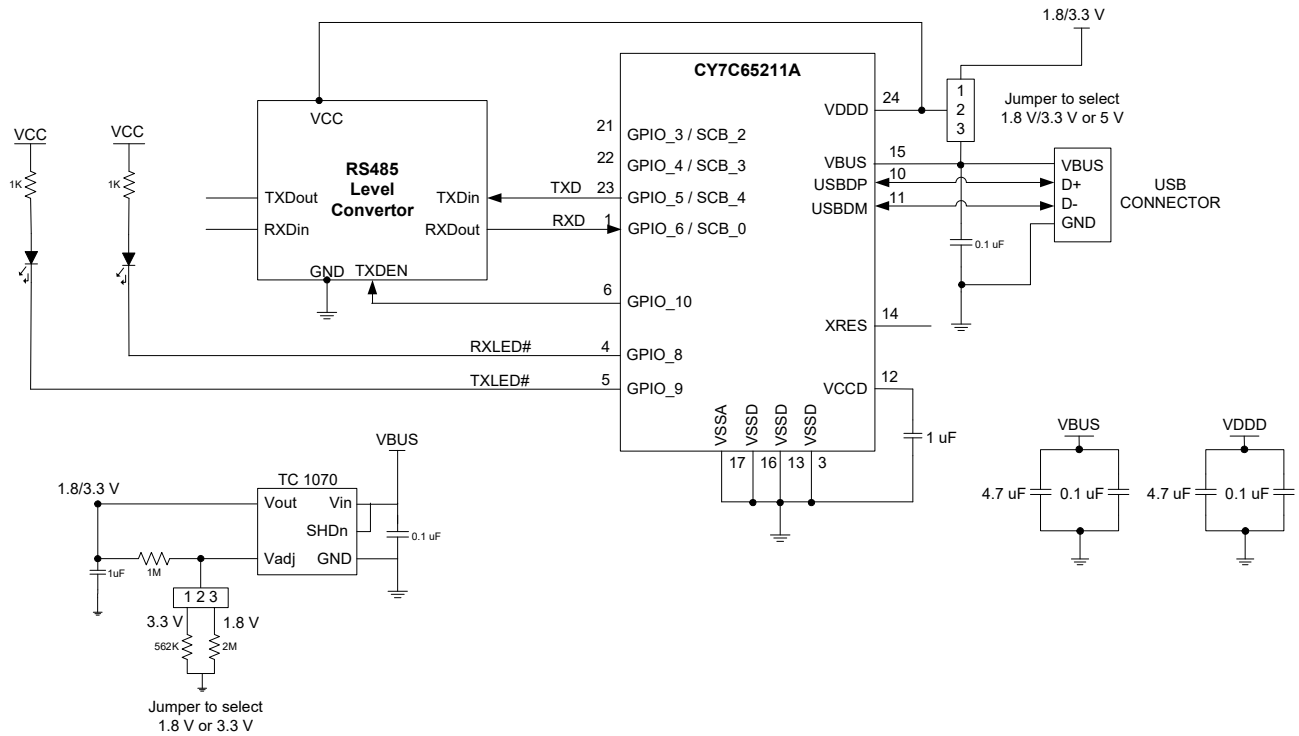 1.8/3.3 V
CY7C65211A
VDDD
24
1
2
3
Jumper to select
1.8 V/3.3 V or 5 V
VCC
VCC
VCC
1K
1K
RS485
Level
Convertor
TXDout
RXDin
TXDin
RXDout
GND
TXDEN
TXD
RXD
21
GPIO_3 / SCB_2
22
GPIO_4 / SCB_3
23
GPIO_5 / SCB_4
1
GPIO_6 / SCB_0
6
GPIO_10
RXLED#
4
GPIO_8
TXLED#
5
GPIO_9
VBUS
15
USBDP
10
USBDM
11
VBUS
D+
D-
GND
USB
CONNECTOR
0.1 uF
XRES
14
VCCD
12
1 uF
VSSA
VSSD
VSSD
VSSD
17
16
13
3
VBUS
TC 1070
1.8/3.3 V
Vout
Vin
SHDn
Vadj
GND
0.1 uF
1uF
1M
1 2 3
3.3 V
1.8 V
562K
2M
Jumper to select
1.8 V or 3.3 V
VBUS
4.7 uF
0.1 uF
VDDD
4.7 uF
0.1 uF